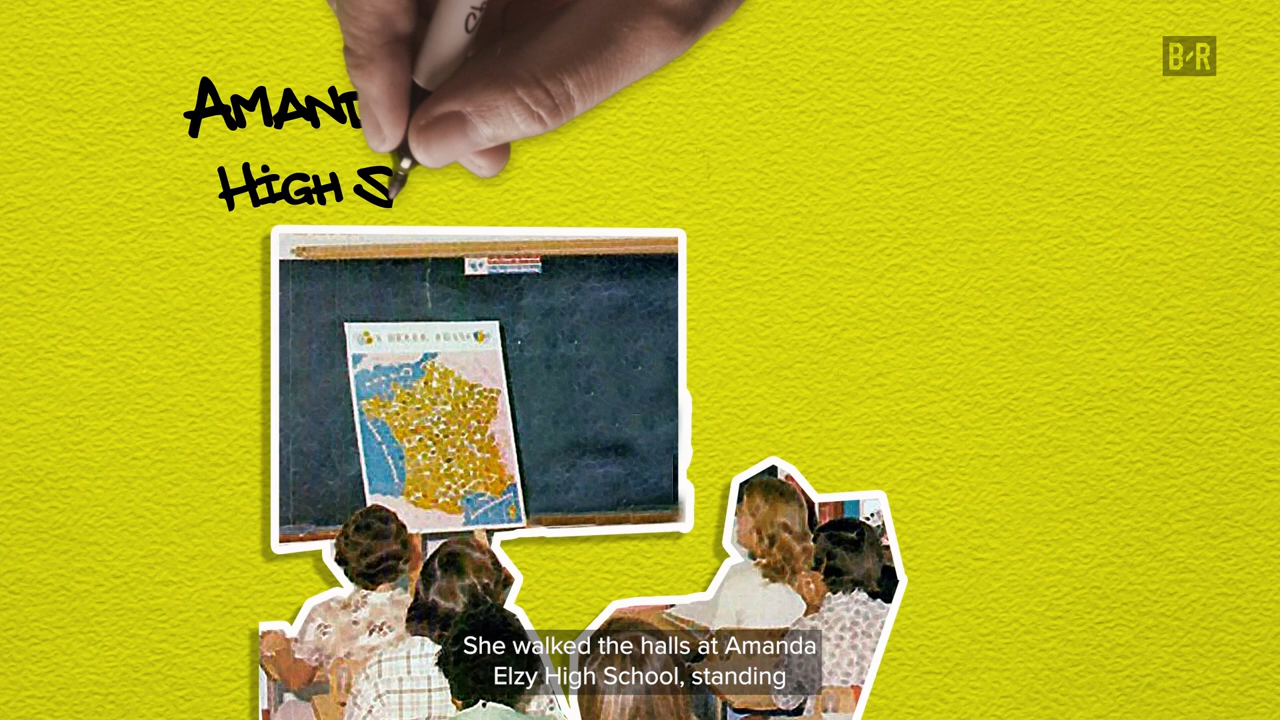 B/R
AMAN
HIGH S
She walked the halls at Amanda
Elzy High School, standing